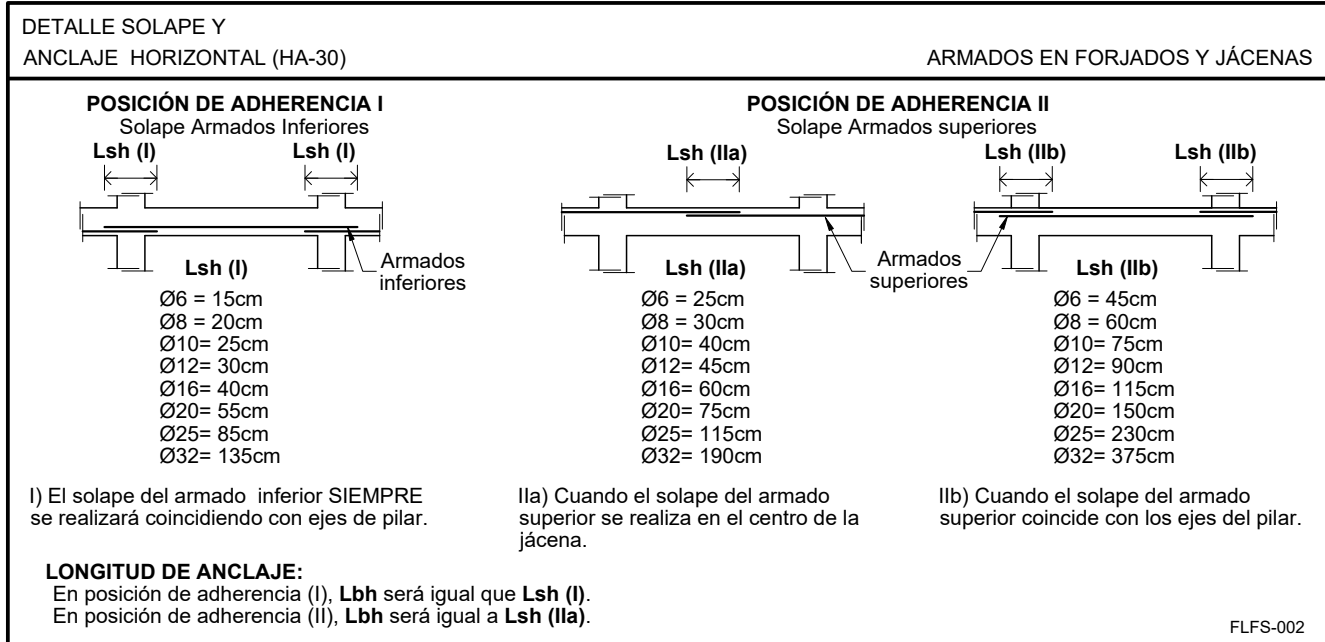 DETALLE SOLAPE Y
ANCLAJE HORIZONTAL (HA-30)
ARMADOS EN FORJADOS Y JÁCENAS
POSICIÓN DE ADHERENCIA I
Solape Armados Inferiores
Lsh (I)
Lsh (I)
Armados
inferiores
Lsh (I)
Ø6 = 15cm
Ø8 = 20cm
Ø10= 25cm
Ø12= 30cm
Ø16= 40cm
Ø20= 55cm
Ø25= 85cm
Ø32= 135cm
I) El solape del armado inferior SIEMPRE
se realizará coincidiendo con ejes de pilar.
POSICIÓN DE ADHERENCIA II
Solape Armados superiores
Lsh (IIa)
Lsh (IIa)
Ø6 = 25cm
Ø8 = 30cm
Ø10= 40cm
Ø12= 45cm
Ø16= 60cm
Ø20= 75cm
Ø25= 115cm
Ø32= 190cm
IIa) Cuando el solape del armado
superior se realiza en el centro de la
jácena.
Armados
superiores
Lsh (IIb)
Lsh (IIb)
Lsh (IIb)
Ø6 = 45cm
Ø8 = 60cm
Ø10= 75cm
Ø12= 90cm
Ø16= 115cm
Ø20= 150cm
Ø25= 230cm
Ø32= 375cm
IIb) Cuando el solape del armado
superior coincide con los ejes del pilar.
LONGITUD DE ANCLAJE:
En posición de adherencia (I), Lbh será igual que Lsh (I).
En posición de adherencia (II), Lbh será igual a Lsh (IIa).
FLFS-002